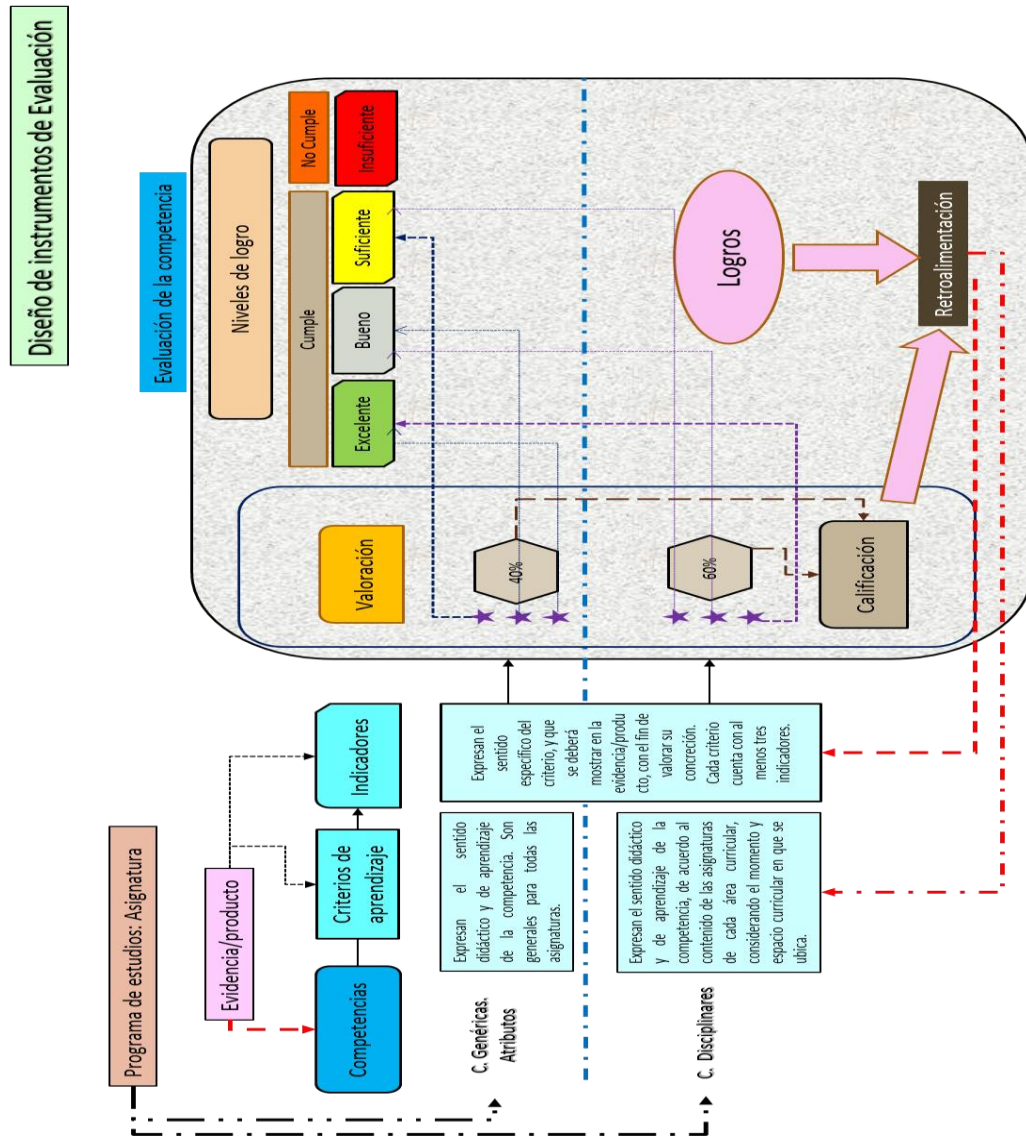 Diseño de instrumentos de Evaluación
Programa de estudios: Asignatura
Evaluación de la competencia
Evidencia/producto
Competencias
Criterios de
aprendizaje
Indicadores
Valoración
Niveles de logro
Cumple
No Cumple
Excelente
Bueno
Suficiente
Insuficiente
C. Genéricas.
Atributos
Expresan el sentido
didáctico y de aprendizaje
de la competencia. Son
generales para todas las
asignaturas.
Expresan el
sentido
específico del
criterio, y que
se deberá
mostrar en la
evidencia/produ
cto, con el fin de
valorar su
concreción.
Cada criterio
cuenta con al
menos tres
indicadores.
40%
C. Disciplinares
Expresan el sentido didáctico
y de aprendizaje de la
competencia, de acuerdo al
contenido de las asignaturas
de cada área curricular,
considerando el momento y
espacio curricular en que se
ubica.
60%
Logros
Calificación
Retroalimentación